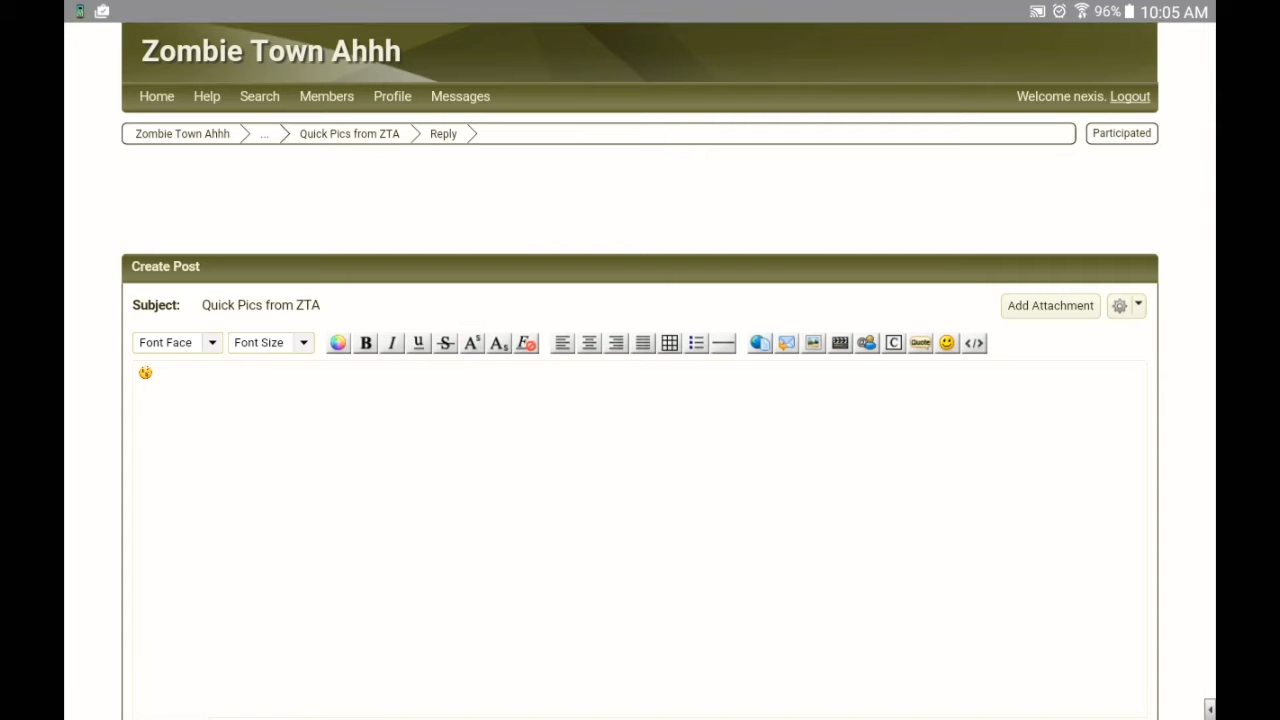 96% 10:05 AM
Zombie Town Ahhh
Home Help Search Members Profile Messages Welcome nexis. Logout
Zombie Town Ahhh ... Quick Pics from ZTA Reply Participated
Create Post
Subject: Quick Pics from ZTA Add Attachment
Font Face Font Size B I u S A s A s F C Quote </>